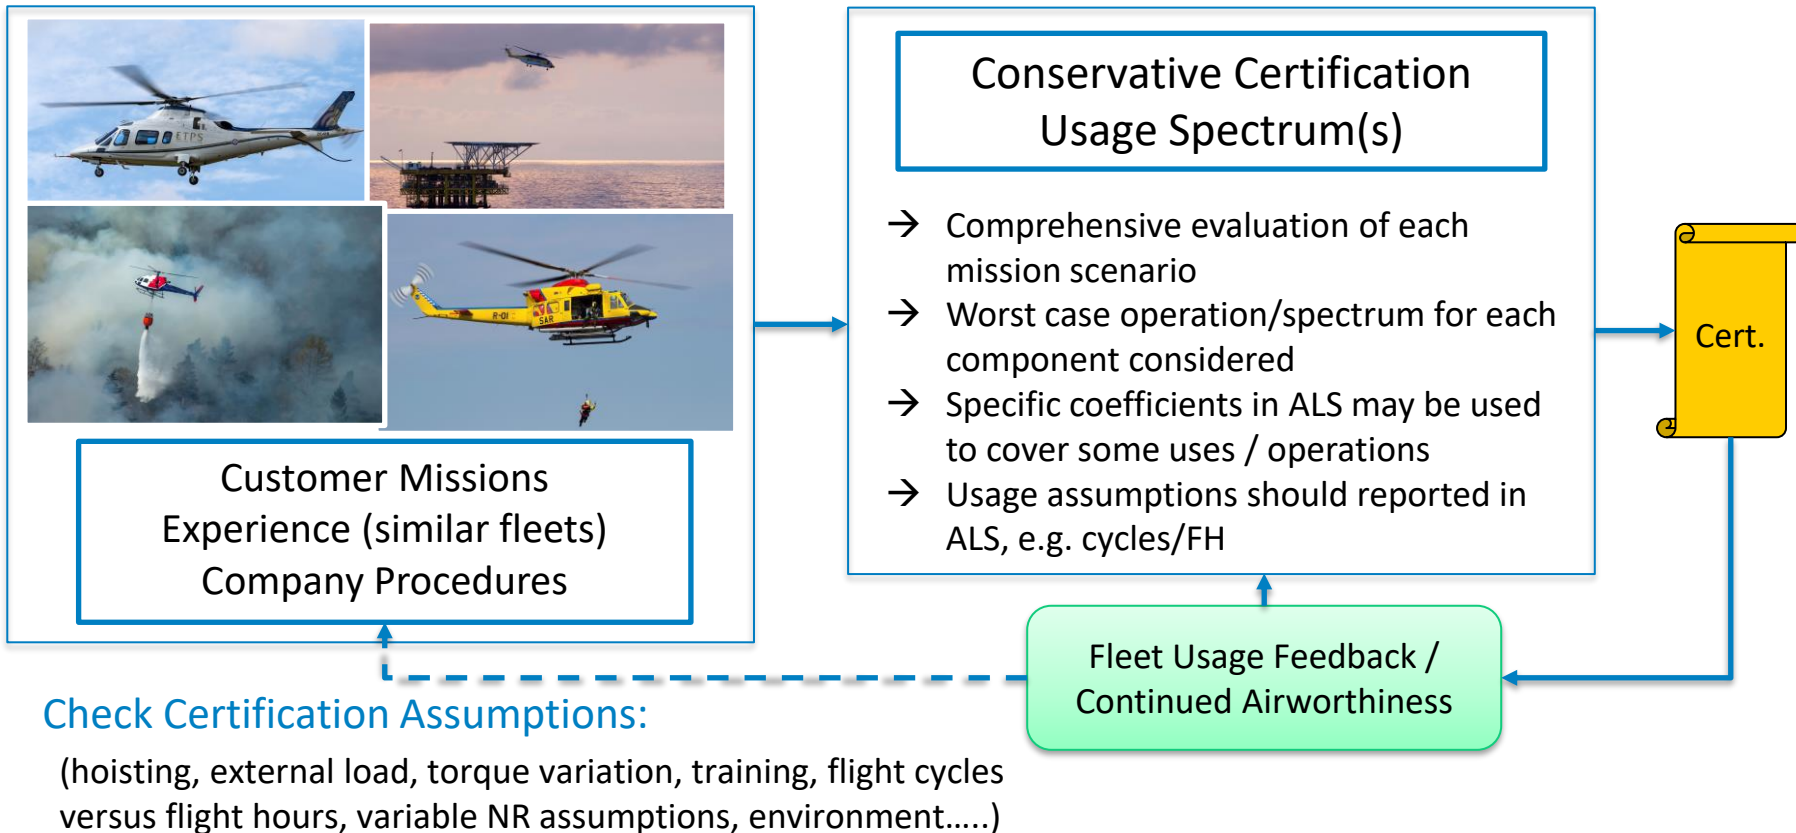 ETPS
R-01
SAR
Customer Missions
Experience (similar fleets)
Company Procedures
Conservative Certification
Usage Spectrum(s)
→ Comprehensive evaluation of each
mission scenario
→ Worst case operation/spectrum for each
component considered
→ Specific coefficients in ALS may be used
to cover some uses / operations
→ Usage assumptions should reported in
ALS, e.g. cycles/FH
Cert.
Fleet Usage Feedback /
Continued Airworthiness
Check Certification Assumptions:
(hoisting, external load, torque variation, training, flight cycles
versus flight hours, variable NR assumptions, environment.....)